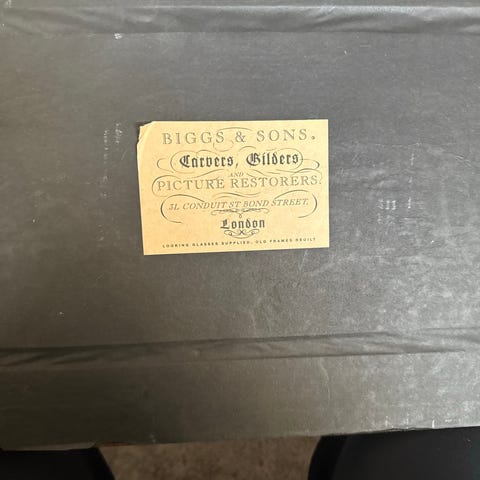 BIGGS & SONS.
Carvers, Gilders
AND
PICTURE RESTORERS.
31, CONDUIT ST BOND STREET.
London
LOOKING GLASSES SUPPLIED, OLD FRAMES REGILT